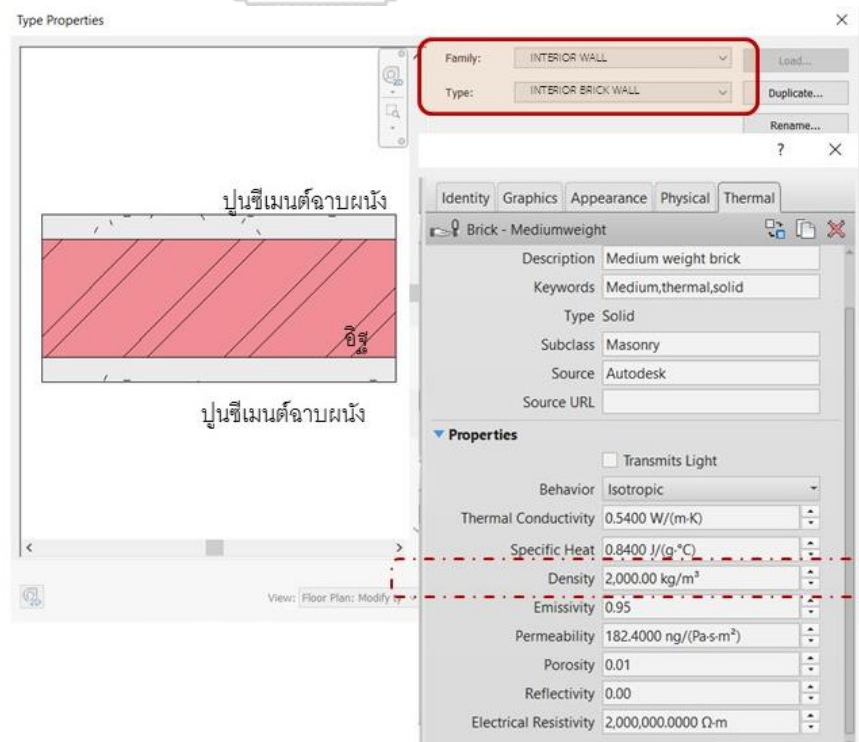 Type Properties
Family: INTERIOR WALL Load...
Type: INTERIOR BRICK WALL Duplicate...
Rename...
?
ปูนซีเมนต์ฉาบผนัง
อิฐ
ปูนซีเมนต์ฉาบผนัง
View: Floor Plan: Modify ty
Identity Graphics Appearance Physical Thermal
Brick - Mediumweight
Description Medium weight brick
Keywords Medium,thermal,solid
Type Solid
Subclass Masonry
Source Autodesk
Source URL
Properties
Transmits Light
Behavior Isotropic
Thermal Conductivity 0.5400 W/(m·K)
Specific Heat 0.8400 J/(g·°C)
Density 2,000.00 kg/m³
Emissivity 0.95
Permeability 182.4000 ng/(Pa·s·m²)
Porosity 0.01
Reflectivity 0.00
Electrical Resistivity 2,000,000.0000 Ω·m